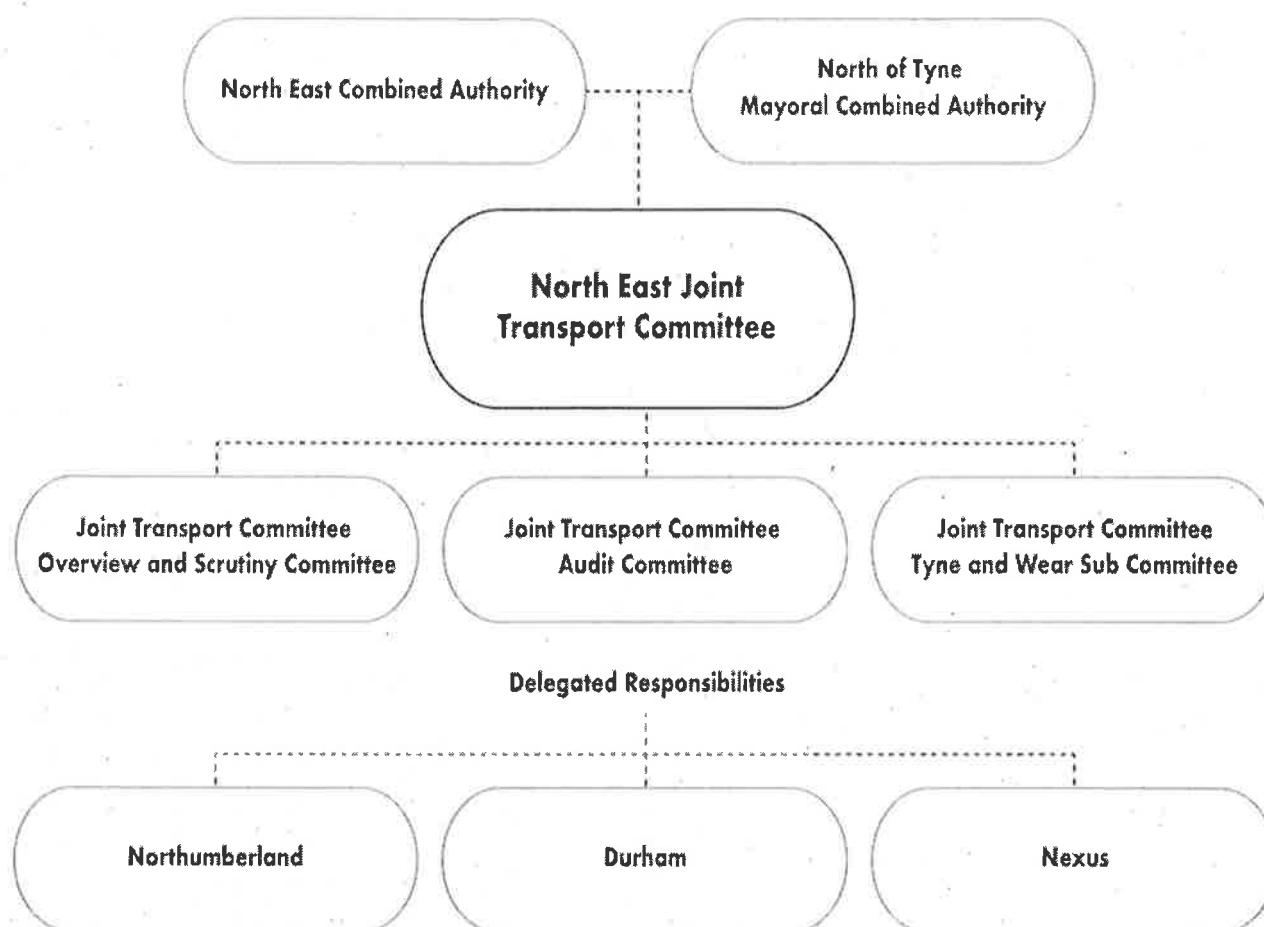 North East Combined Authority
North of Tyne
Mayoral Combined Authority
North East Joint
Transport Committee
Joint Transport Committee
Overview and Scrutiny Committee
Joint Transport Committee
Audit Committee
Joint Transport Committee
Tyne and Wear Sub Committee
Delegated Responsibilities
Northumberland
Durham
Nexus